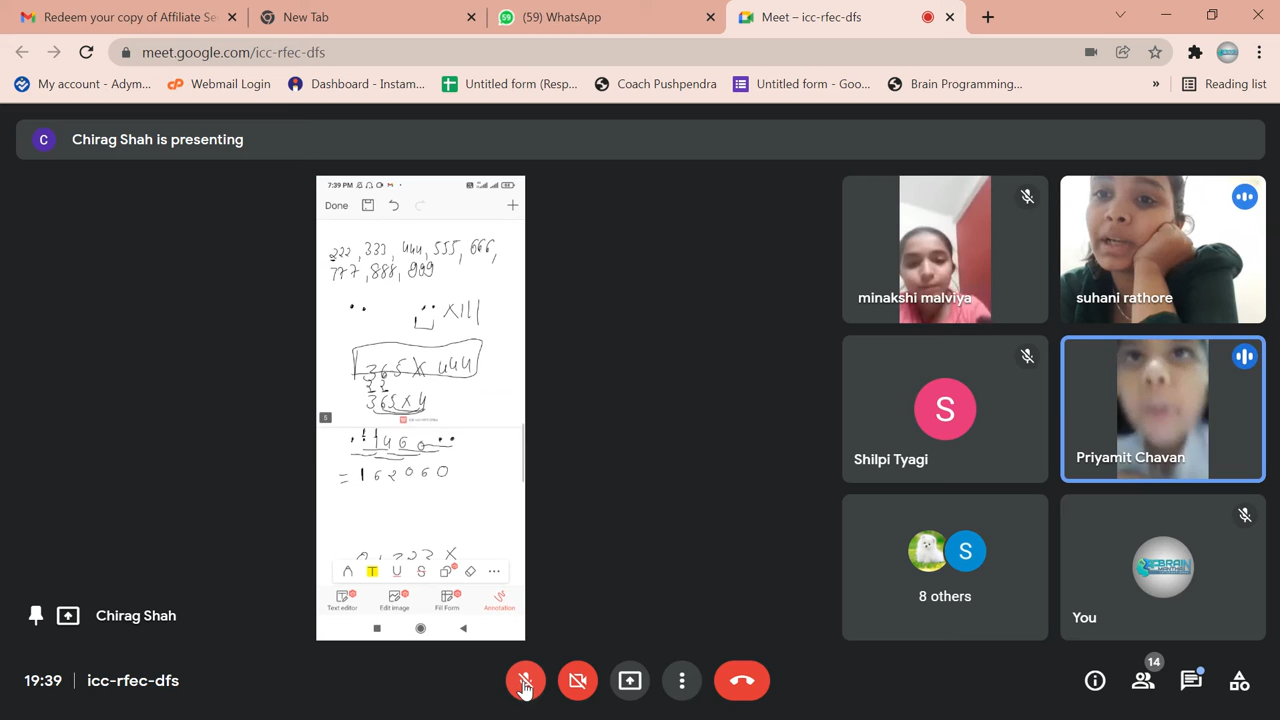 Redeem your copy of Affiliate Se
New Tab
(59) WhatsApp
Meet – icc-rfec-dfs
meet.google.com/icc-rfec-dfs
My account - Adym...
Webmail Login
Dashboard - Instam...
Untitled form (Resp...
Coach Pushpendra
Untitled form - Goo...
Brain Programming...
»
Reading list
C
Chirag Shah is presenting
7:39 PM
Done
222, 333, 444, 555, 666,
777, 888, 999
X111
365 X 444
22
365 X 4
5
1460
= 162060
Text editor
Edit image
Fill Form
Annotation
minakshi malviya
suhani rathore
S
Shilpi Tyagi
Priyamit Chavan
S
8 others
You
Chirag Shah
19:39
icc-rfec-dfs
14